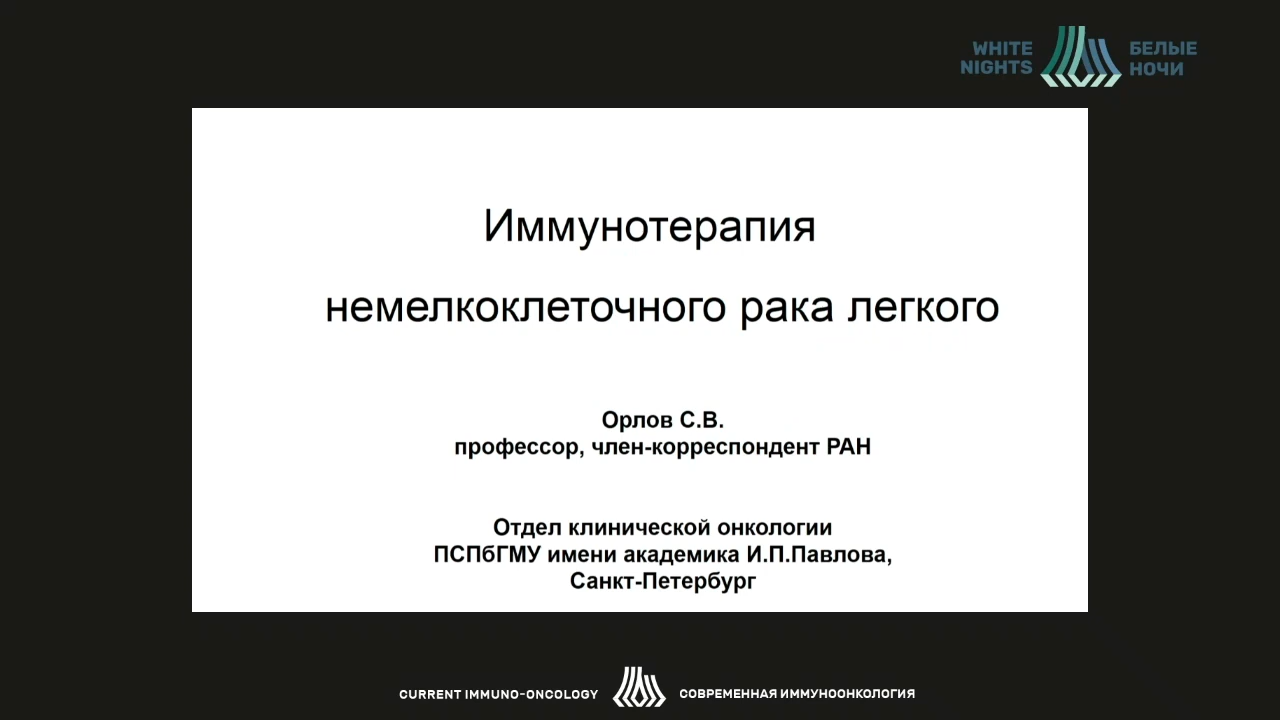 WHITE
NIGHTS
БЕЛЫЕ
НОЧИ
Иммунотерапия
немелкоклеточного рака легкого
Орлов С.В.
профессор, член-корреспондент РАН
Отдел клинической онкологии
ПСПбГМУ имени академика И.П.Павлова,
Санкт-Петербург
CURRENT IMMUNO-ONCOLOGY
СОВРЕМЕННАЯ ИММУНООНКОЛОГИЯ